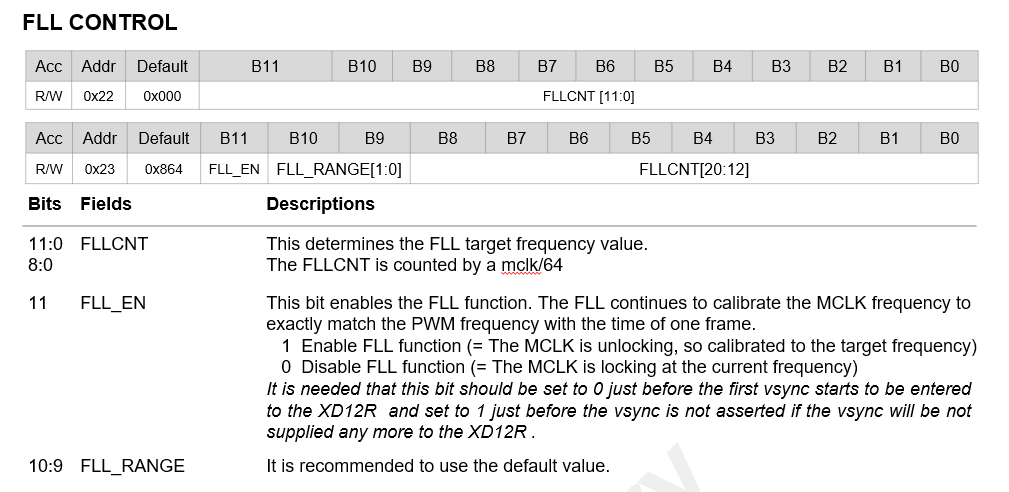 FLL CONTROL
Acc Addr Default B11 B10 B9 B8 B7 B6 B5 B4 B3 B2 B1 B0
R/W 0x22 0x000 FLLCNT [11:0]
Acc Addr Default B11 B10 B9 B8 B7 B6 B5 B4 B3 B2 B1 B0
R/W 0x23 0x864 FLL_EN FLL_RANGE[1:0] FLLCNT[20:12]
Bits Fields Descriptions
11:0 FLLCNT This determines the FLL target frequency value.
8:0 The FLLCNT is counted by a mclk/64
11 FLL_EN This bit enables the FLL function. The FLL continues to calibrate the MCLK frequency to
exactly match the PWM frequency with the time of one frame.
1 Enable FLL function (= The MCLK is unlocking, so calibrated to the target frequency)
0 Disable FLL function (= The MCLK is locking at the current frequency)
It is needed that this bit should be set to 0 just before the first vsync starts to be entered
to the XD12R and set to 1 just before the vsync is not asserted if the vsync will be not
supplied any more to the XD12R .
10:9 FLL_RANGE It is recommended to use the default value.